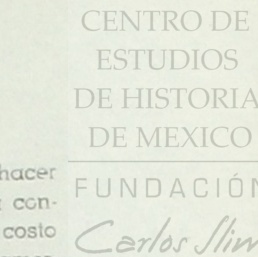 CENTRO DE
ESTUDIOS
DE HISTORIA
DE MEXICO
FUNDACIÓN
Carlos Slim
hacer
con-
costo